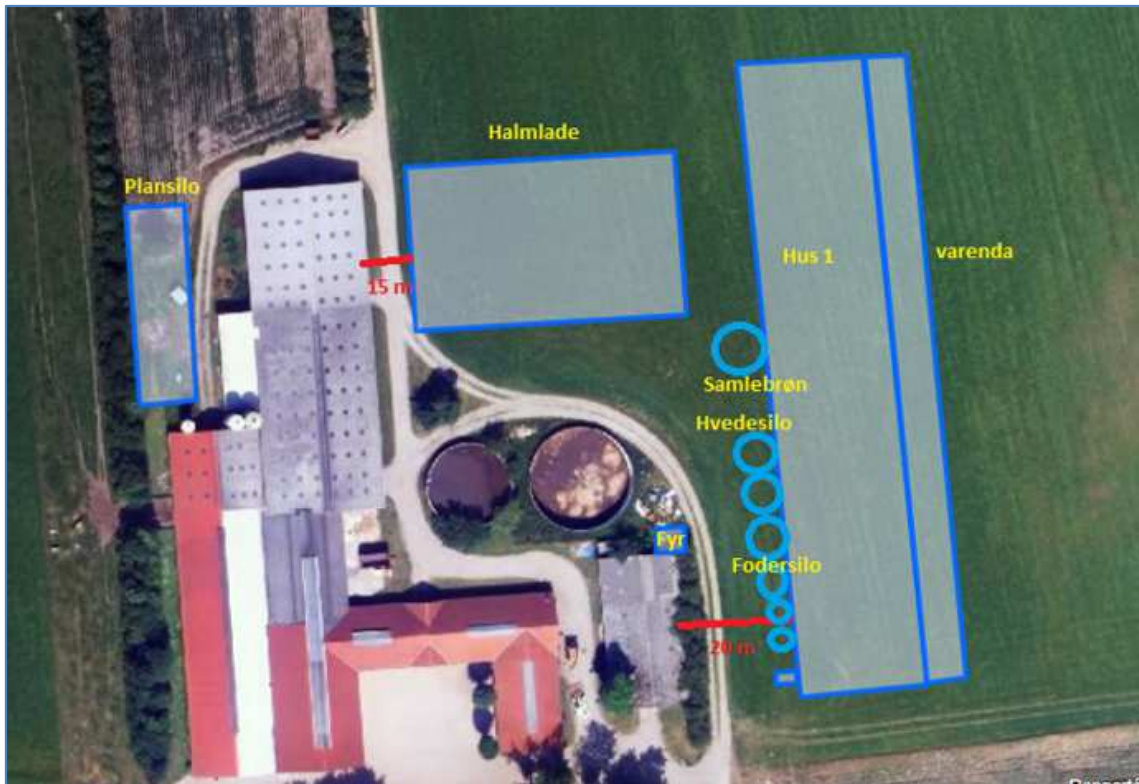 Halmlade
Plansilo
varenda
Hus 1
15 m
Samlebrøn
Hvedesilo
Fyr
Fodersilo
20 m